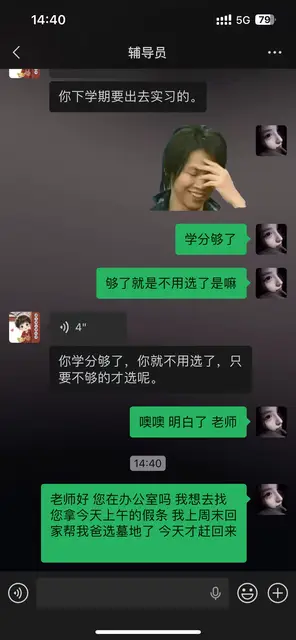 14:40
5G 79
辅导员
你下学期要出去实习的。
学分够了
够了就是不用选了是嘛
4"
你学分够了，你就不用选了，只
要不够的才选呢。
噢噢 明白了 老师
14:40
老师好 您在办公室吗 我想去找
您拿今天上午的假条 我上周末回
家帮我爸选墓地了 今天才赶回来